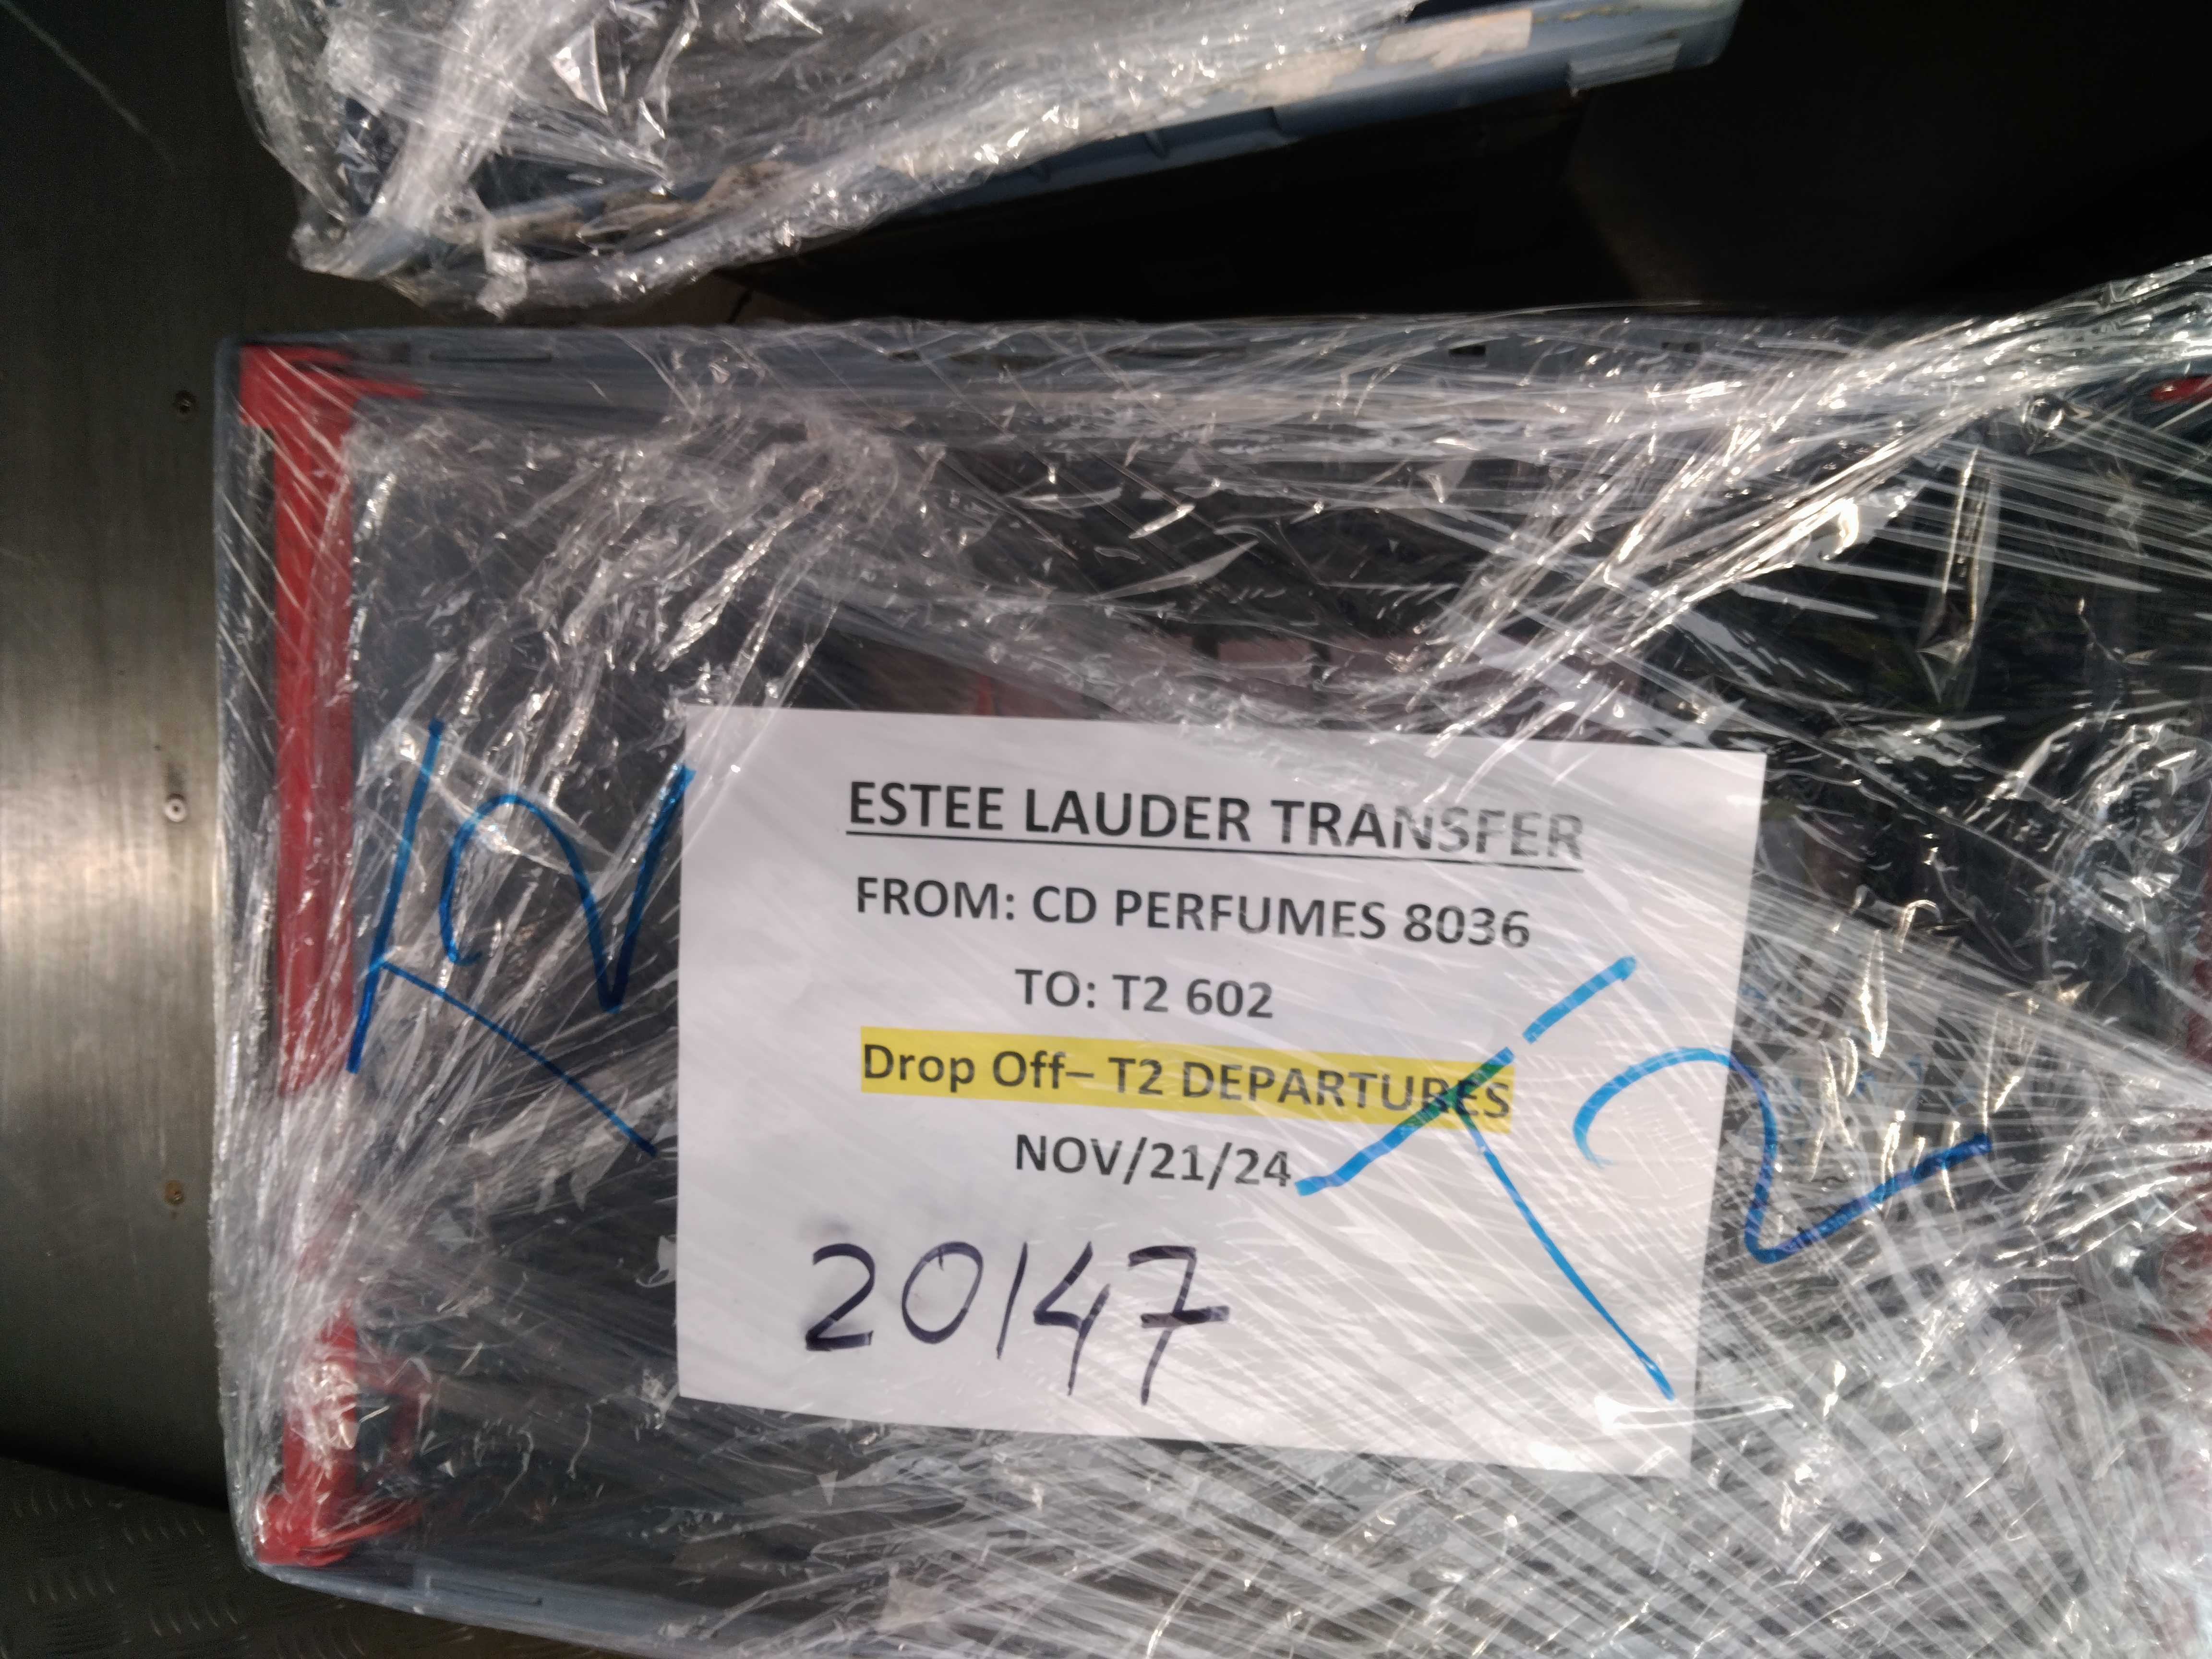 ESTEE LAUDER TRANSFER
FROM: CD PERFUMES 8036
TO: T2 602
Drop Off– T2 DEPARTURES
NOV/21/24
20147
T2
T2